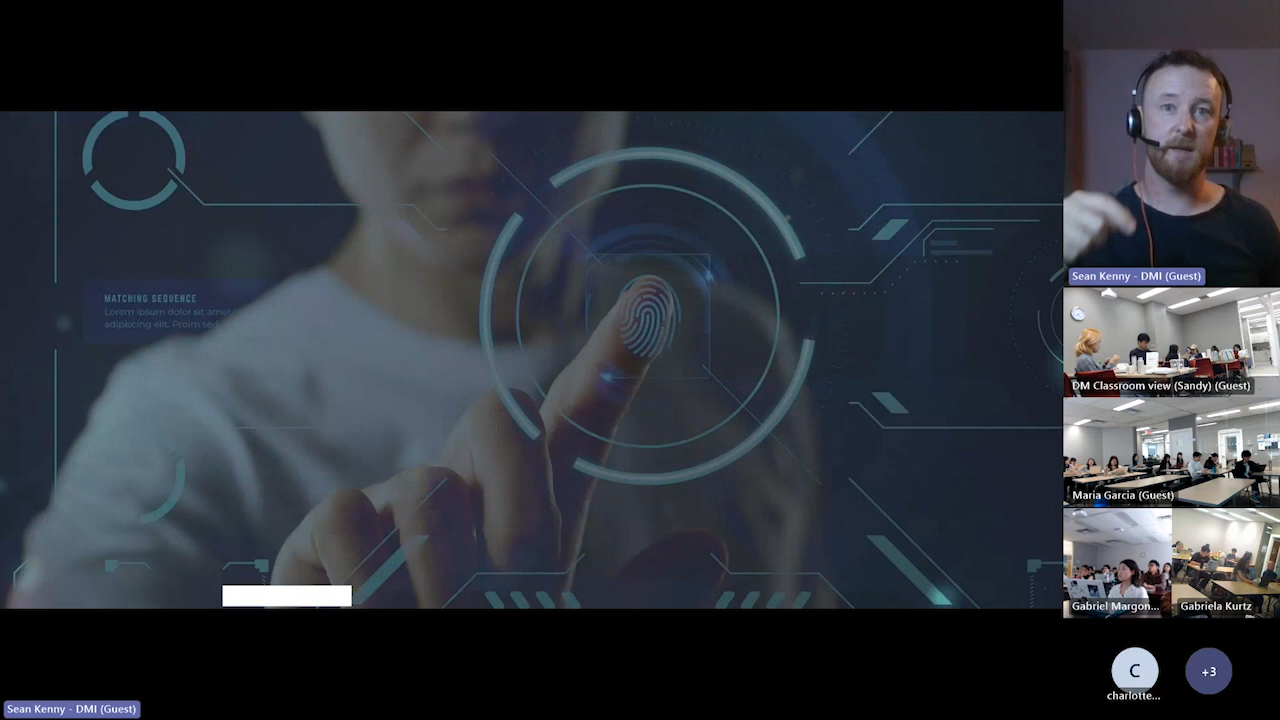 MATCHING SEQUENCE
Lorem ipsum dolor sit amet
adipiscing elit. Proim sed
Sean Kenny - DMI (Guest)
DM Classroom view (Sandy) (Guest)
Maria Garcia (Guest)
Gabriel Margon...
Gabriela Kurtz
C
+3
charlotte...
Sean Kenny - DMI (Guest)